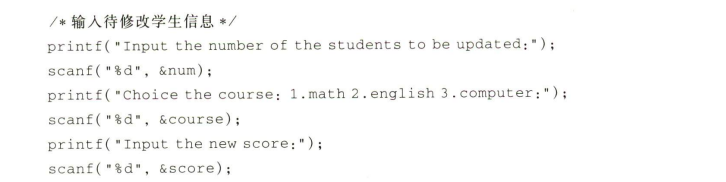 /* 输入待修改学生信息 */
printf("Input the number of the students to be updated:");
scanf("%d", &num);
printf("Choice the course: 1.math 2.english 3.computer:");
scanf("%d", &course);
printf("Input the new score:");
scanf("%d", &score);